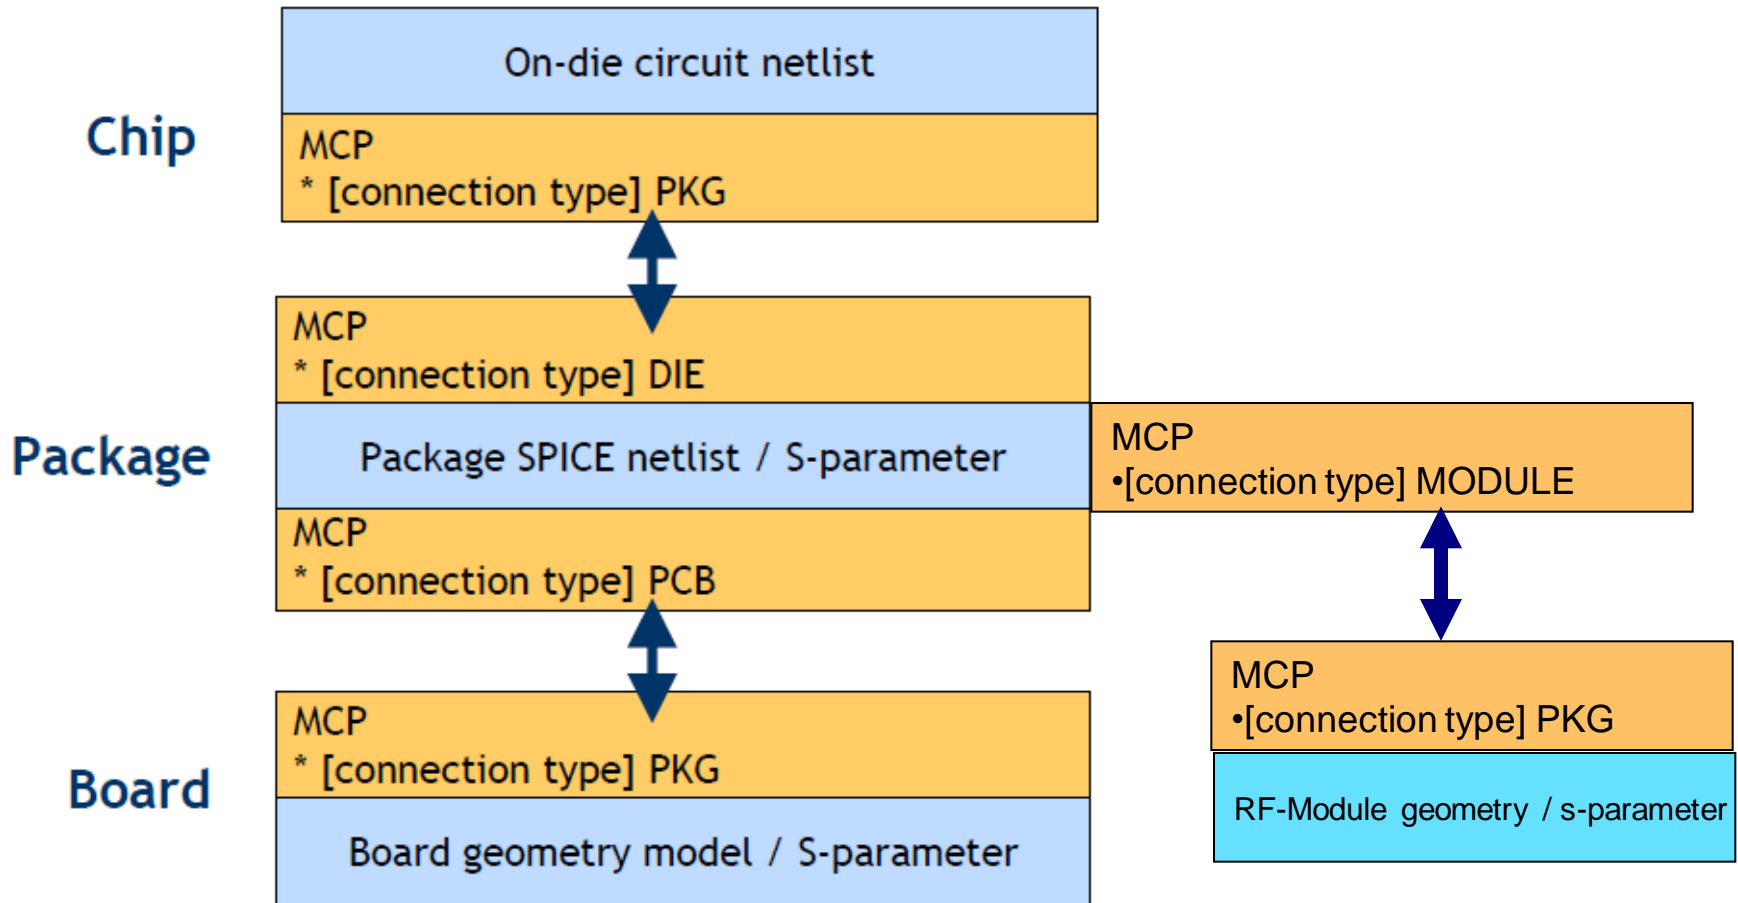 On-die circuit netlist
Chip
MCP
* [connection type] PKG
MCP
* [connection type] DIE
Package
Package SPICE netlist / S-parameter
MCP
•[connection type] MODULE
MCP
* [connection type] PCB
MCP
•[connection type] PKG
RF-Module geometry / s-parameter
Board
MCP
* [connection type] PKG
Board geometry model / S-parameter